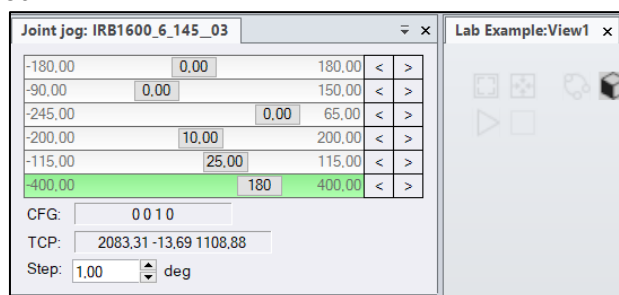 Joint jog: IRB1600_6_145__03
Lab Example:View1
-180,00 0,00 180,00 < >
-90,00 0,00 150,00 < >
-245,00 0,00 65,00 < >
-200,00 10,00 200,00 < >
-115,00 25,00 115,00 < >
-400,00 180 400,00 < >
CFG: 0 0 1 0
TCP: 2083,31 -13,69 1108,88
Step: 1,00 deg